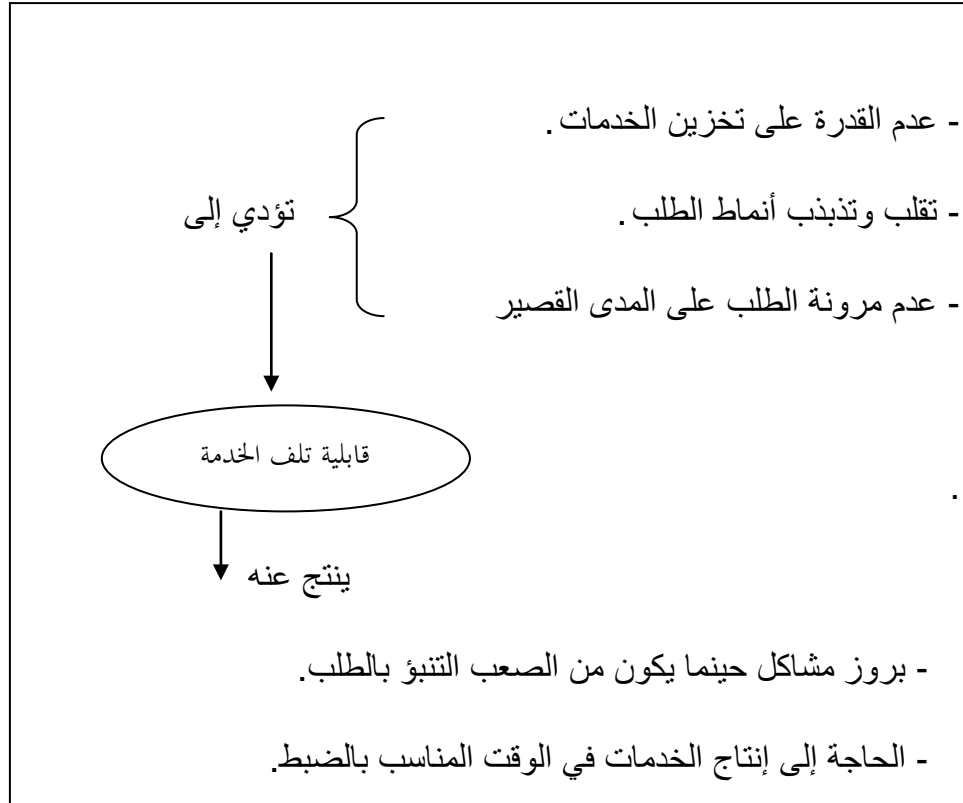 - عدم القدرة على تخزين الخدمات.
- تقلب وتذبذب أنماط الطلب.
تؤدي إلى
- عدم مرونة الطلب على المدى القصير
قابلية تلف الخدمة
.
ينتج عنه
- بروز مشاكل حينما يكون من الصعب التنبؤ بالطلب.
- الحاجة إلى إنتاج الخدمات في الوقت المناسب بالضبط.